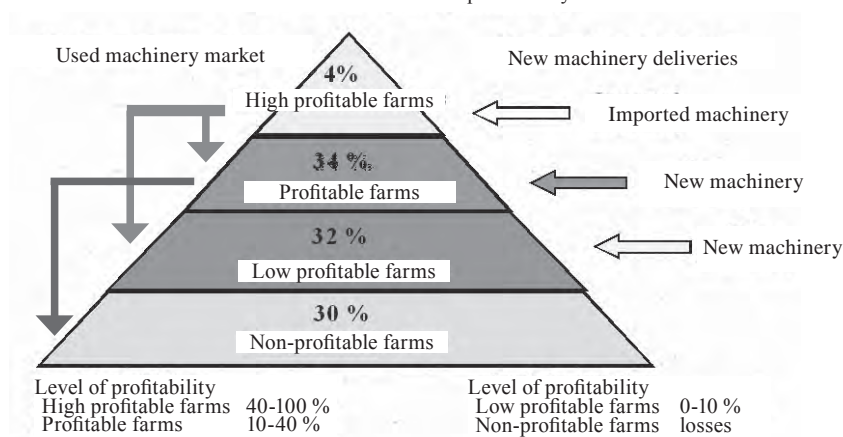 Used machinery market
New machinery deliveries
4%
High profitable farms
Imported machinery
34 %
Profitable farms
New machinery
32 %
Low profitable farms
New machinery
30 %
Non-profitable farms
Level of profitability
High profitable farms 40-100 %
Profitable farms 10-40 %
Level of profitability
Low profitable farms 0-10 %
Non-profitable farms losses